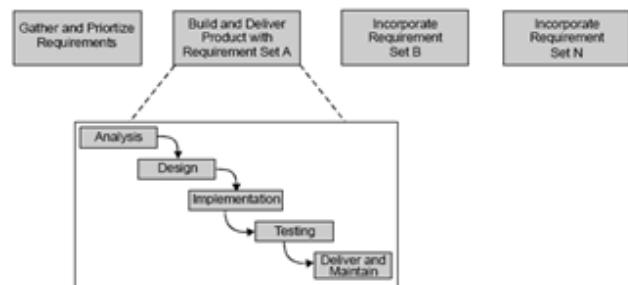 Gather and Priortize
Requirements
Build and Deliver
Product with
Requirement Set A
Incorporate
Requirement
Set B
Incorporate
Requirement
Set N
Analysis
Design
Implementation
Testing
Deliver and
Maintain